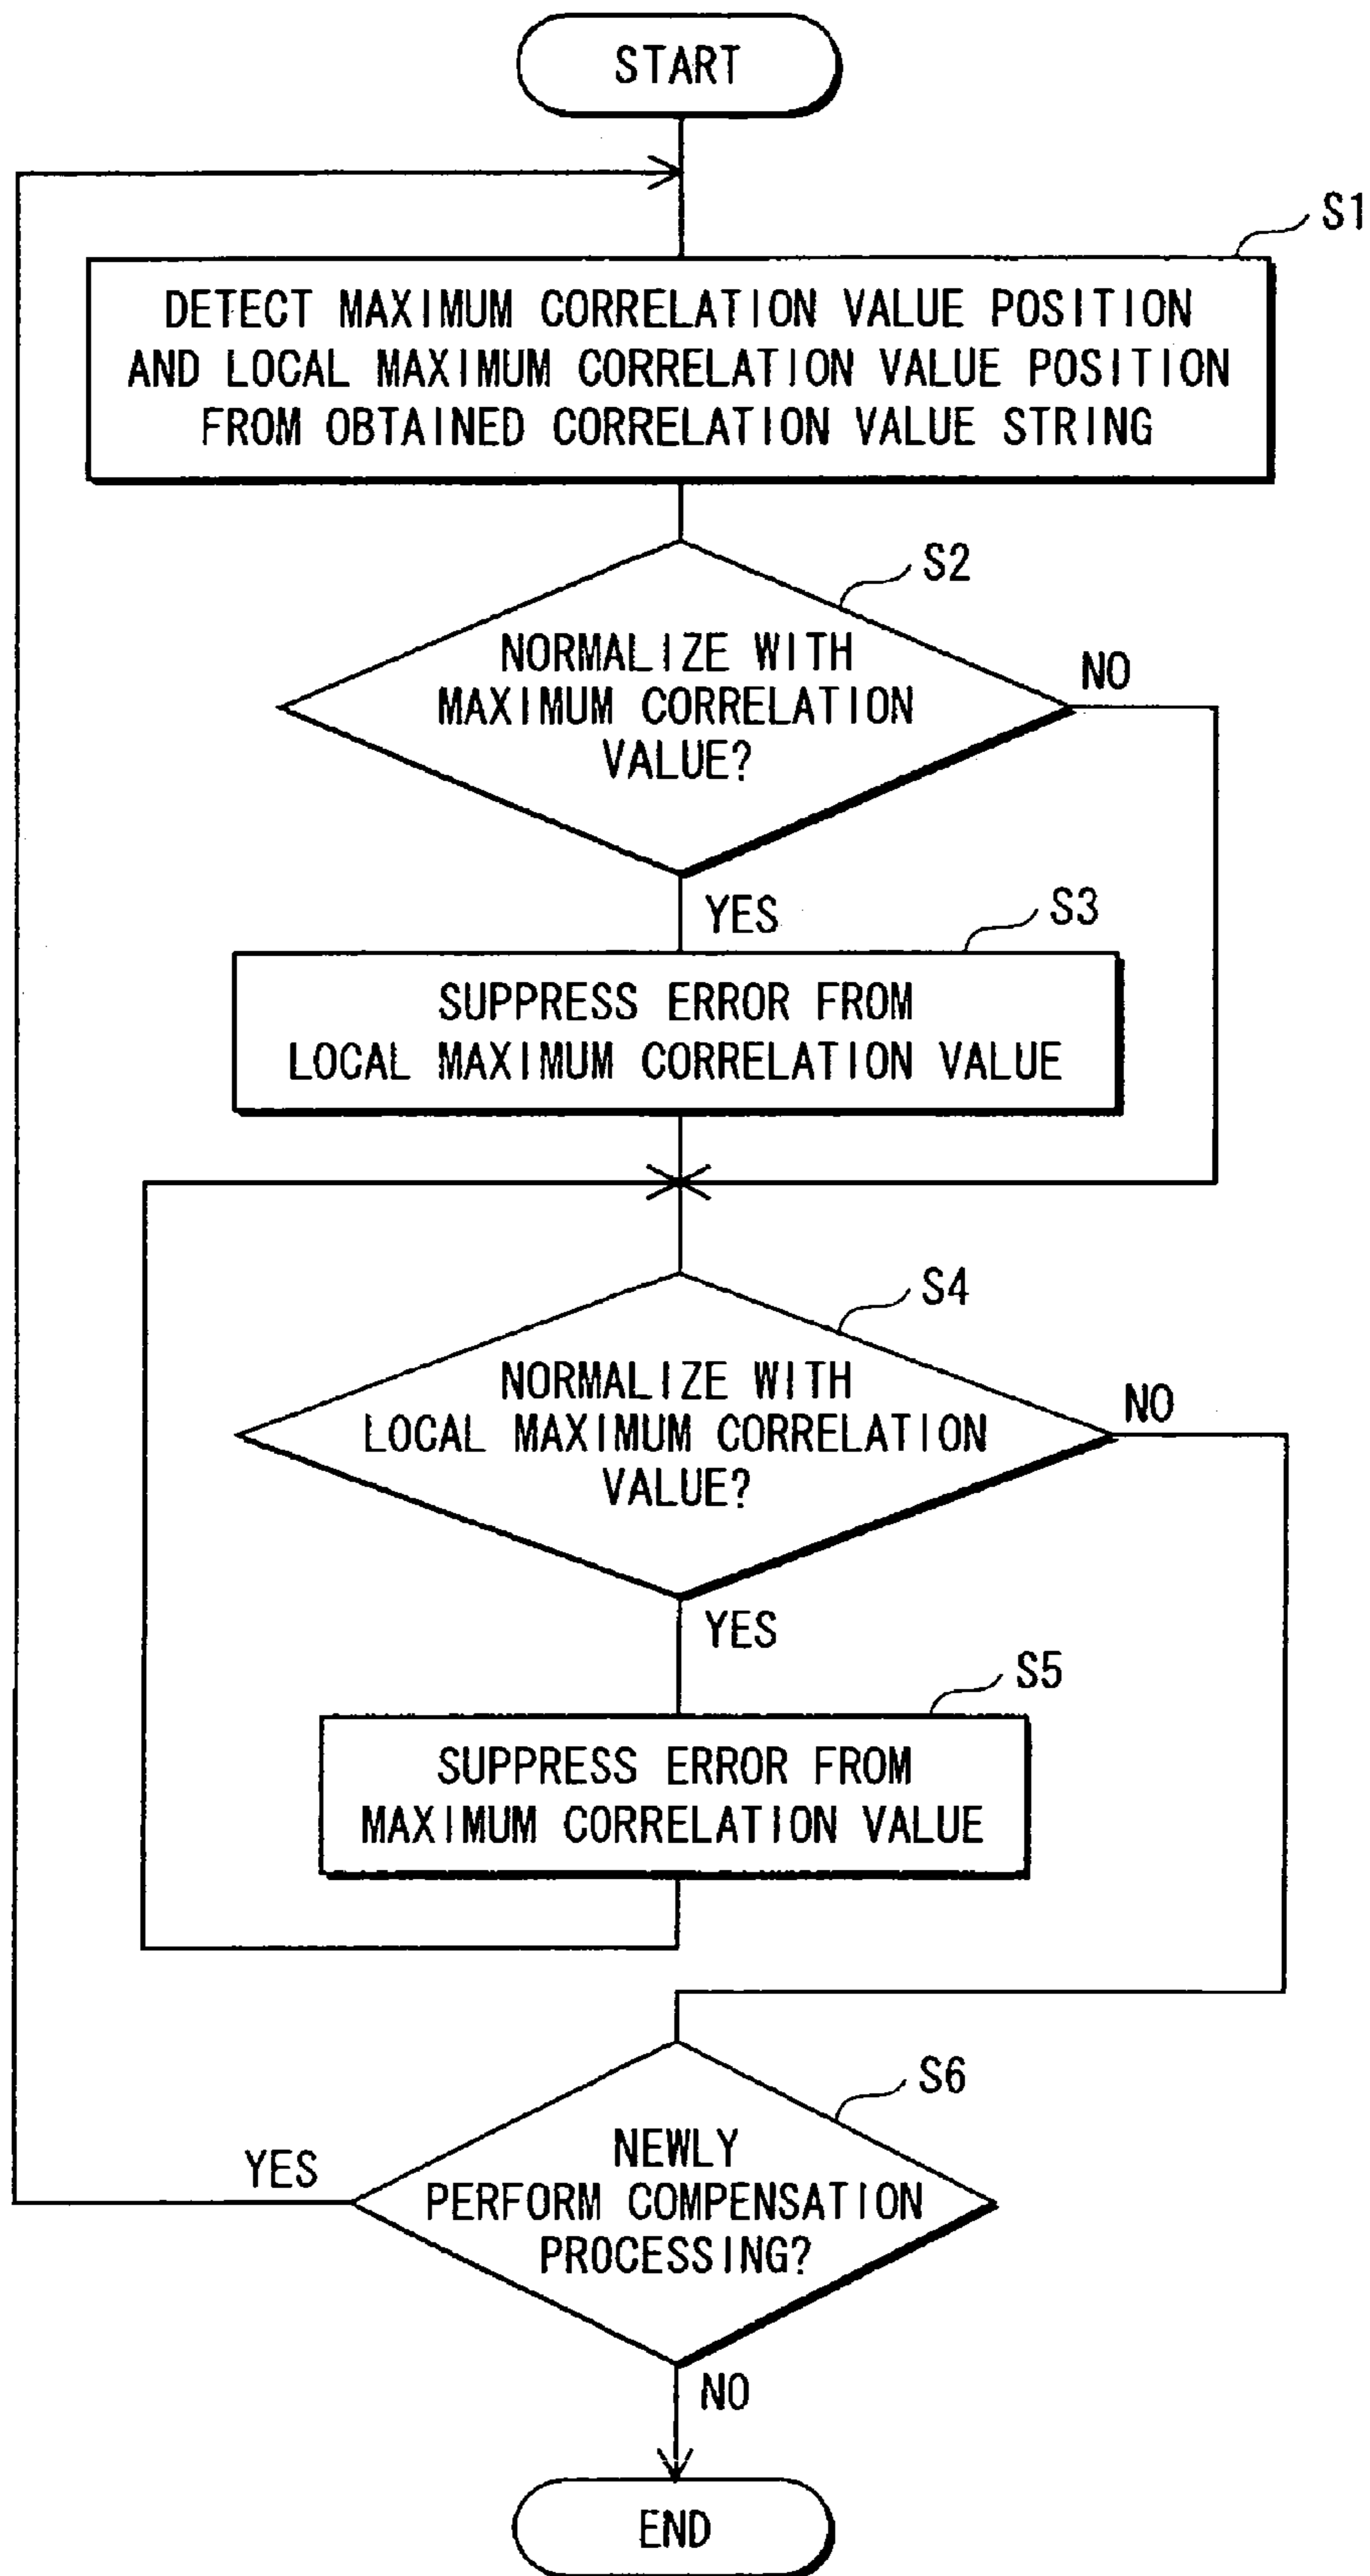 START
S1
DETECT MAXIMUM CORRELATION VALUE POSITION
AND LOCAL MAXIMUM CORRELATION VALUE POSITION
FROM OBTAINED CORRELATION VALUE STRING
S2
NORMALIZE WITH
MAXIMUM CORRELATION
VALUE?
NO
YES
S3
SUPPRESS ERROR FROM
LOCAL MAXIMUM CORRELATION VALUE
S4
NORMALIZE WITH
LOCAL MAXIMUM CORRELATION
VALUE?
NO
YES
S5
SUPPRESS ERROR FROM
MAXIMUM CORRELATION VALUE
S6
NEWLY
PERFORM COMPENSATION
PROCESSING?
YES
NO
END